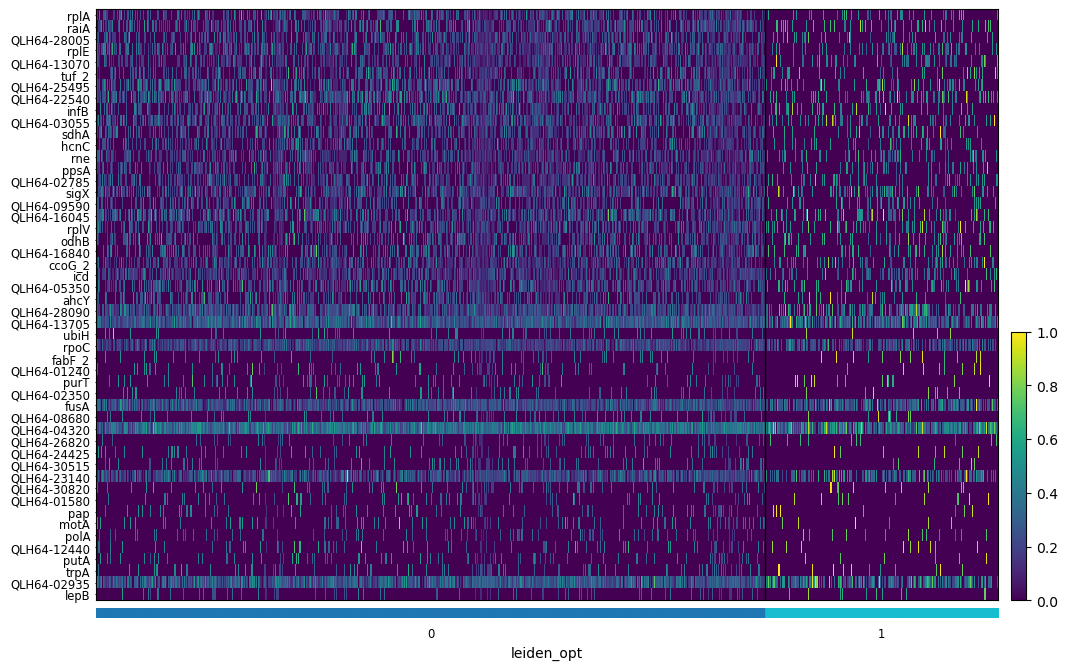 rplA
raiA
QLH64-28005
rplE
QLH64-13070
tuf_2
QLH64-25495
QLH64-22540
infB
QLH64-03055
sdhA
hcnC
rne
ppsA
QLH64-02785
sigX
QLH64-09590
QLH64-16045
rplV
odhB
QLH64-16840
ccoG_2
icd
QLH64-05350
ahcY
QLH64-28090
QLH64-13705
ubiH
rpoC
fabF_2
QLH64-01240
purT
QLH64-02350
fusA
QLH64-08680
QLH64-04320
QLH64-26820
QLH64-24425
QLH64-30515
QLH64-23140
QLH64-30820
QLH64-01580
pap
motA
polA
QLH64-12440
putA
trpA
QLH64-02935
lepB
1.0
0.8
0.6
0.4
0.2
0.0
0 1
leiden_opt